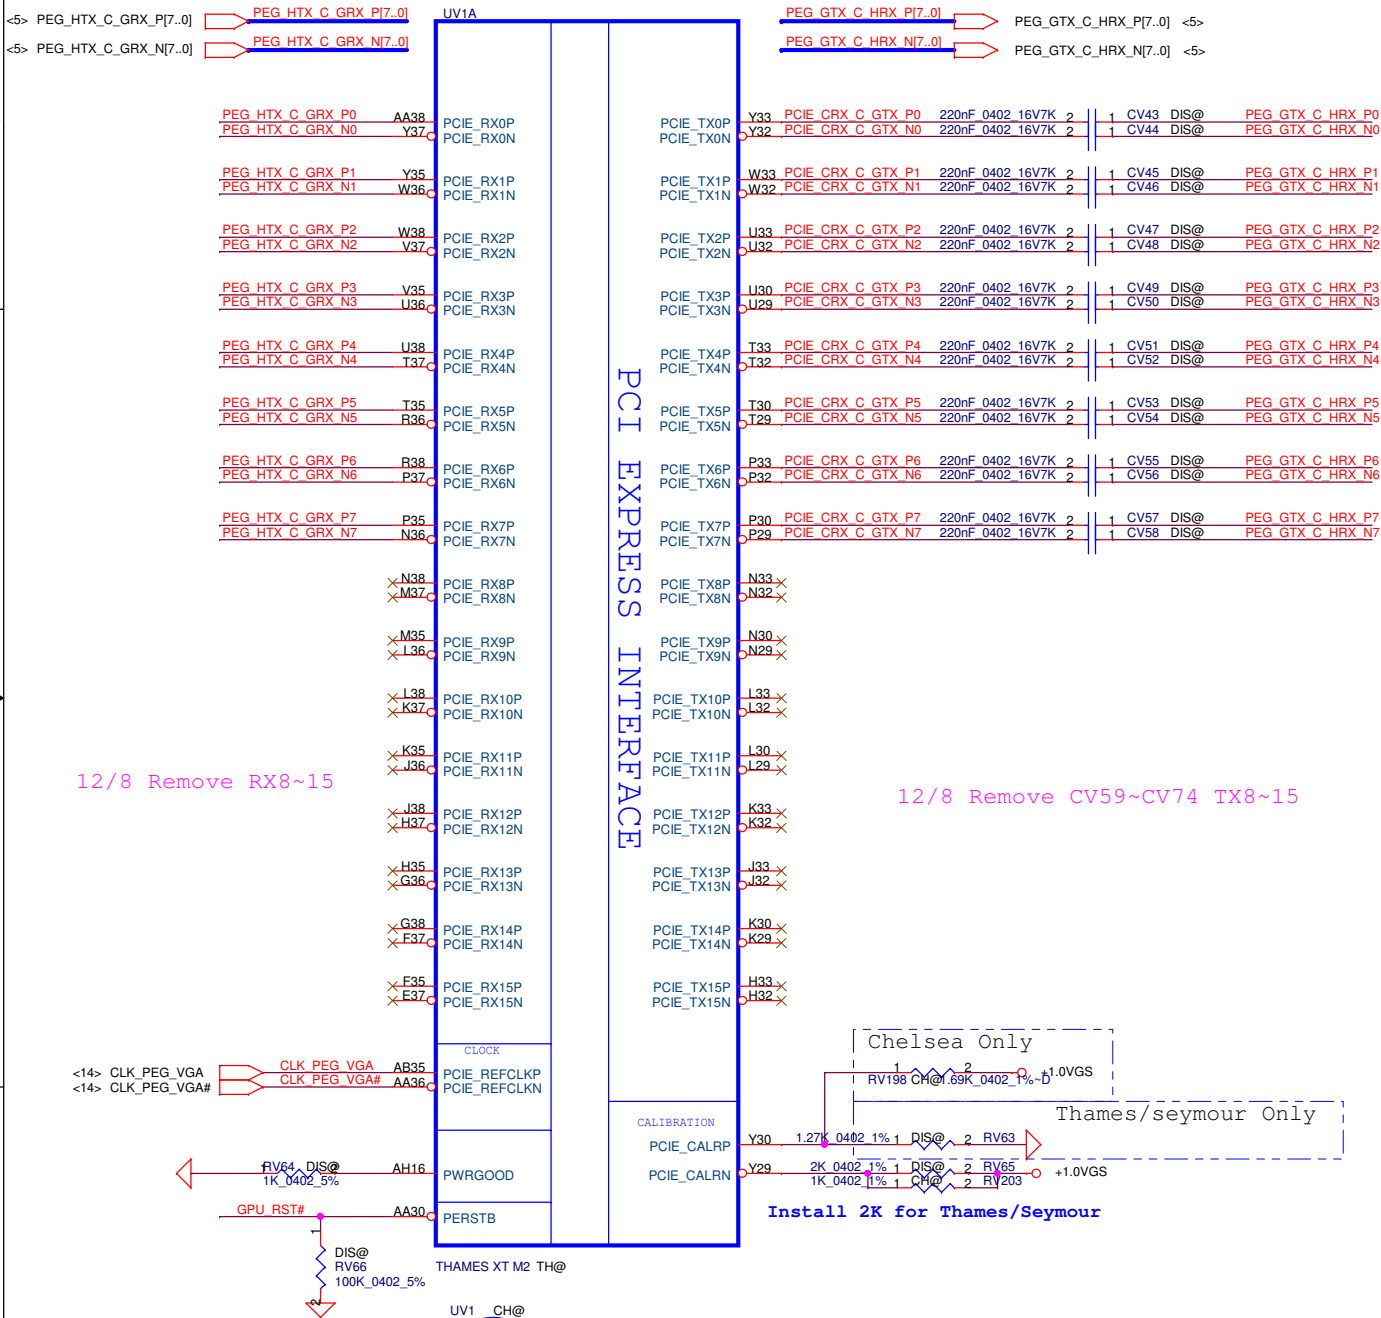 UV1A
<5> PEG_HTX_C_GRX_P[7..0] PEG_HTX_C_GRX_P[7..0] PEG_GTX_C_HRX_P[7..0] PEG_GTX_C_HRX_P[7..0] <5>
<5> PEG_HTX_C_GRX_N[7..0] PEG_HTX_C_GRX_N[7..0] PEG_GTX_C_HRX_N[7..0] PEG_GTX_C_HRX_N[7..0] <5>
PEG_HTX_C_GRX_P0 AA38 PCIE_RX0P PCIE_TX0P Y33 PCIE_CRX_C_GTX_P0 220nF_0402_16V7K 2 1 CV43 DIS@ PEG_GTX_C_HRX_P0
PEG_HTX_C_GRX_N0 Y37 PCIE_RX0N PCIE_TX0N Y32 PCIE_CRX_C_GTX_N0 220nF_0402_16V7K 2 1 CV44 DIS@ PEG_GTX_C_HRX_N0
PEG_HTX_C_GRX_P1 Y35 PCIE_RX1P PCIE_TX1P W33 PCIE_CRX_C_GTX_P1 220nF_0402_16V7K 2 1 CV45 DIS@ PEG_GTX_C_HRX_P1
PEG_HTX_C_GRX_N1 W36 PCIE_RX1N PCIE_TX1N W32 PCIE_CRX_C_GTX_N1 220nF_0402_16V7K 2 1 CV46 DIS@ PEG_GTX_C_HRX_N1
PEG_HTX_C_GRX_P2 W38 PCIE_RX2P PCIE_TX2P U33 PCIE_CRX_C_GTX_P2 220nF_0402_16V7K 2 1 CV47 DIS@ PEG_GTX_C_HRX_P2
PEG_HTX_C_GRX_N2 V37 PCIE_RX2N PCIE_TX2N U32 PCIE_CRX_C_GTX_N2 220nF_0402_16V7K 2 1 CV48 DIS@ PEG_GTX_C_HRX_N2
PEG_HTX_C_GRX_P3 V35 PCIE_RX3P PCIE_TX3P U30 PCIE_CRX_C_GTX_P3 220nF_0402_16V7K 2 1 CV49 DIS@ PEG_GTX_C_HRX_P3
PEG_HTX_C_GRX_N3 U36 PCIE_RX3N PCIE_TX3N U29 PCIE_CRX_C_GTX_N3 220nF_0402_16V7K 2 1 CV50 DIS@ PEG_GTX_C_HRX_N3
PEG_HTX_C_GRX_P4 U38 PCIE_RX4P PCIE_TX4P T33 PCIE_CRX_C_GTX_P4 220nF_0402_16V7K 2 1 CV51 DIS@ PEG_GTX_C_HRX_P4
PEG_HTX_C_GRX_N4 T37 PCIE_RX4N PCIE_TX4N T32 PCIE_CRX_C_GTX_N4 220nF_0402_16V7K 2 1 CV52 DIS@ PEG_GTX_C_HRX_N4
PEG_HTX_C_GRX_P5 T35 PCIE_RX5P PCIE_TX5P T30 PCIE_CRX_C_GTX_P5 220nF_0402_16V7K 2 1 CV53 DIS@ PEG_GTX_C_HRX_P5
PEG_HTX_C_GRX_N5 R36 PCIE_RX5N PCIE_TX5N T29 PCIE_CRX_C_GTX_N5 220nF_0402_16V7K 2 1 CV54 DIS@ PEG_GTX_C_HRX_N5
PEG_HTX_C_GRX_P6 R38 PCIE_RX6P PCIE_TX6P P33 PCIE_CRX_C_GTX_P6 220nF_0402_16V7K 2 1 CV55 DIS@ PEG_GTX_C_HRX_P6
PEG_HTX_C_GRX_N6 P37 PCIE_RX6N PCIE_TX6N P32 PCIE_CRX_C_GTX_N6 220nF_0402_16V7K 2 1 CV56 DIS@ PEG_GTX_C_HRX_N6
PEG_HTX_C_GRX_P7 P35 PCIE_RX7P PCIE_TX7P P30 PCIE_CRX_C_GTX_P7 220nF_0402_16V7K 2 1 CV57 DIS@ PEG_GTX_C_HRX_P7
PEG_HTX_C_GRX_N7 N36 PCIE_RX7N PCIE_TX7N P29 PCIE_CRX_C_GTX_N7 220nF_0402_16V7K 2 1 CV58 DIS@ PEG_GTX_C_HRX_N7
PCI EXPRESS INTERFACE
N38 PCIE_RX8P PCIE_TX8P N33
M37 PCIE_RX8N PCIE_TX8N N32
M35 PCIE_RX9P PCIE_TX9P N30
L36 PCIE_RX9N PCIE_TX9N N29
L38 PCIE_RX10P PCIE_TX10P L33
K37 PCIE_RX10N PCIE_TX10N L32
K35 PCIE_RX11P PCIE_TX11P L30
J36 PCIE_RX11N PCIE_TX11N L29
12/8 Remove RX8~15
12/8 Remove CV59~CV74 TX8~15
J38 PCIE_RX12P PCIE_TX12P K33
H37 PCIE_RX12N PCIE_TX12N K32
H35 PCIE_RX13P PCIE_TX13P J33
G36 PCIE_RX13N PCIE_TX13N J32
G38 PCIE_RX14P PCIE_TX14P K30
F37 PCIE_RX14N PCIE_TX14N K29
F35 PCIE_RX15P PCIE_TX15P H33
E37 PCIE_RX15N PCIE_TX15N H32
Chelsea Only
CLOCK
<14> CLK_PEG_VGA CLK_PEG_VGA AB35 PCIE_REFCLKP
<14> CLK_PEG_VGA# CLK_PEG_VGA# AA36 PCIE_REFCLKN
1 2 +1.0VGS
RV198 CH@1.69K_0402_1%~D
Thames/seymour Only
CALIBRATION
PCIE_CALRP Y30 1.27K_0402_1% 1 DIS@ 2 RV63
1 RV64 DIS@ 2 AH16 PWRGOOD
1K_0402_5%
PCIE_CALRN Y29 2K_0402_1% 1 DIS@ 2 RV65 +1.0VGS
1K_0402_1% 1 CH@ 2 RV203
Install 2K for Thames/Seymour
GPU_RST# AA30 PERSTB
1
DIS@
RV66
100K_0402_5%
2
THAMES XT M2 TH@
UV1 CH@